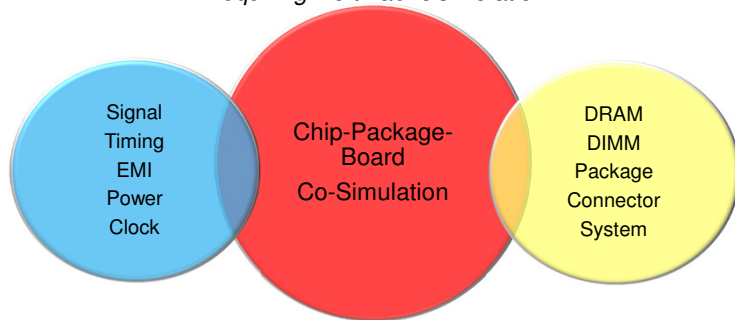 Signal
Timing
EMI
Power
Clock
Chip-Package-
Board
Co-Simulation
DRAM
DIMM
Package
Connector
System